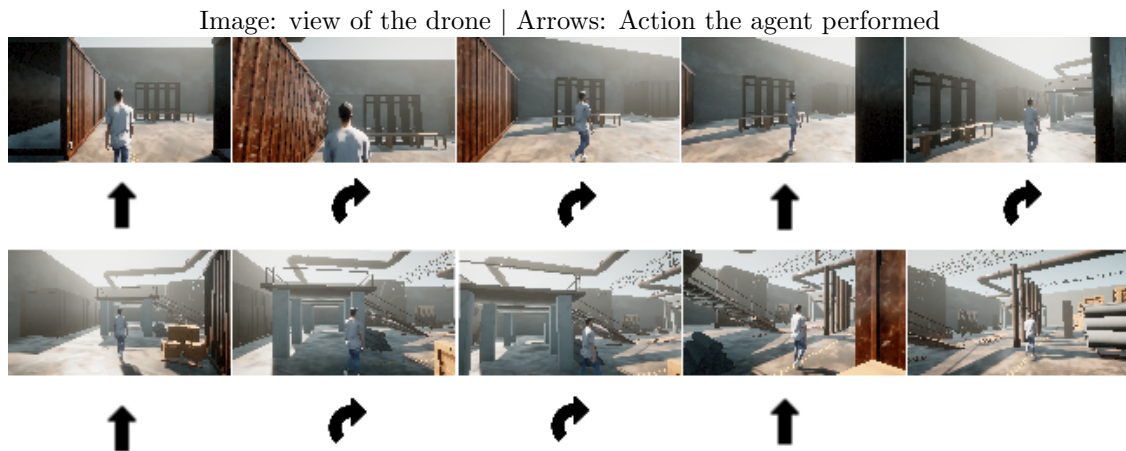 Image: view of the drone | Arrows: Action the agent performed